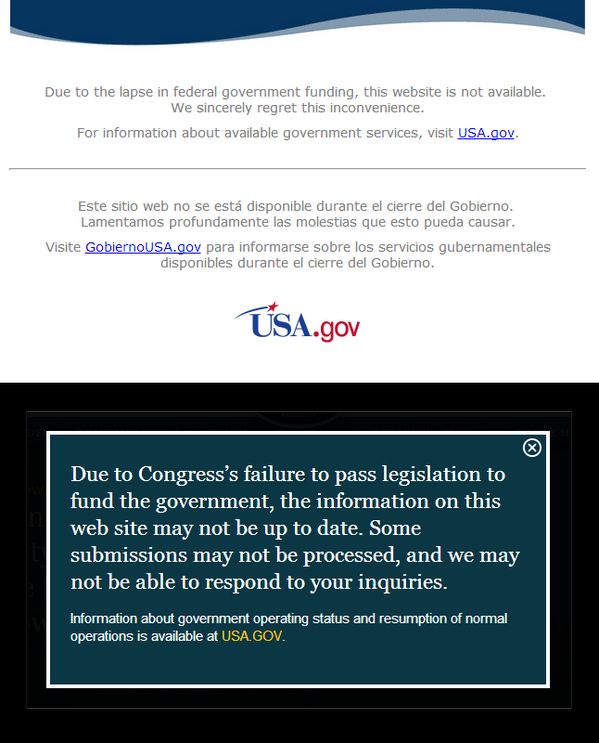 Due to the lapse in federal government funding, this website is not available.
We sincerely regret this inconvenience.
For information about available government services, visit USA.gov.
Este sitio web no se está disponible durante el cierre del Gobierno.
Lamentamos profundamente las molestias que esto pueda causar.
Visite GobiernoUSA.gov para informarse sobre los servicios gubernamentales
disponibles durante el cierre del Gobierno.
USA.gov
Due to Congress’s failure to pass legislation to
fund the government, the information on this
web site may not be up to date. Some
submissions may not be processed, and we may
not be able to respond to your inquiries.
Information about government operating status and resumption of normal
operations is available at USA.GOV.